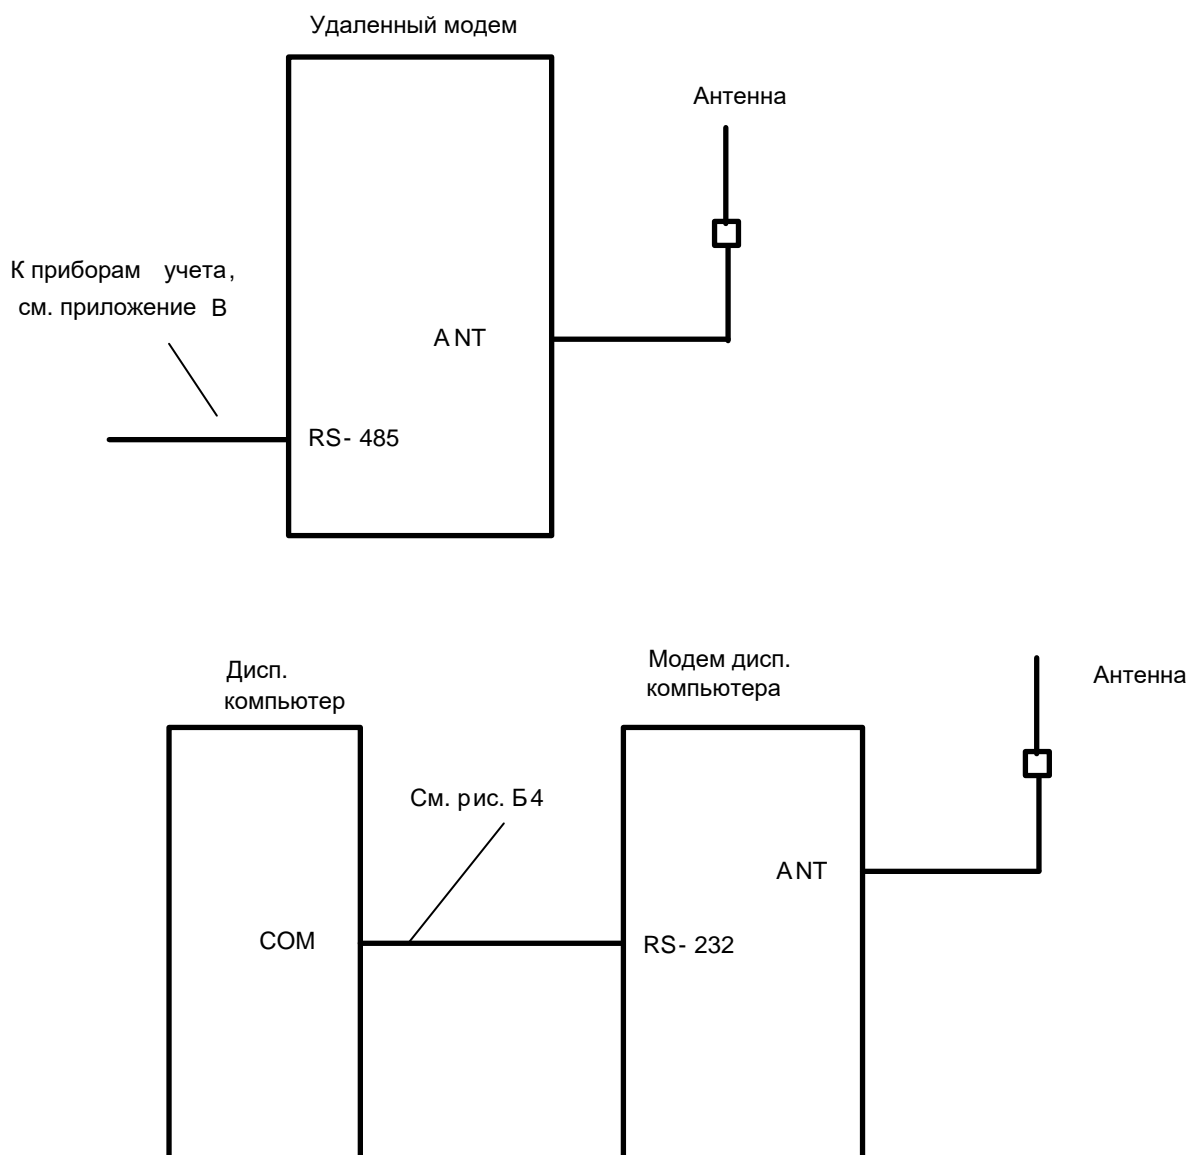 Удаленный модем
Антенна
К приборам учета,
см. приложение В
ANT
RS- 485
Дисп.
компьютер
Модем дисп.
компьютера
Антенна
См. рис. Б4
ANT
COM
RS- 232